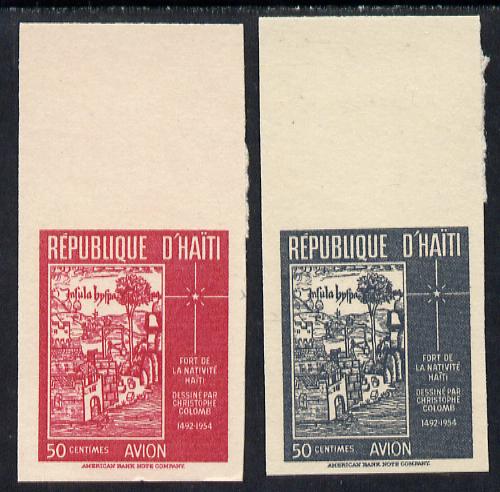 RÉPUBLIQUE D'HAÏTI
Insula hyspa
FORT DE
LA NATIVITÉ
HAÏTI
DESSINÉ PAR
CHRISTOPHE
COLOMB
1492-1954
50 CENTIMES AVION
AMERICAN BANK NOTE COMPANY.
RÉPUBLIQUE D'HAÏTI
Insula hyspa
FORT DE
LA NATIVITÉ
HAÏTI
DESSINÉ PAR
CHRISTOPHE
COLOMB
1492-1954
50 CENTIMES AVION
AMERICAN BANK NOTE COMPANY.